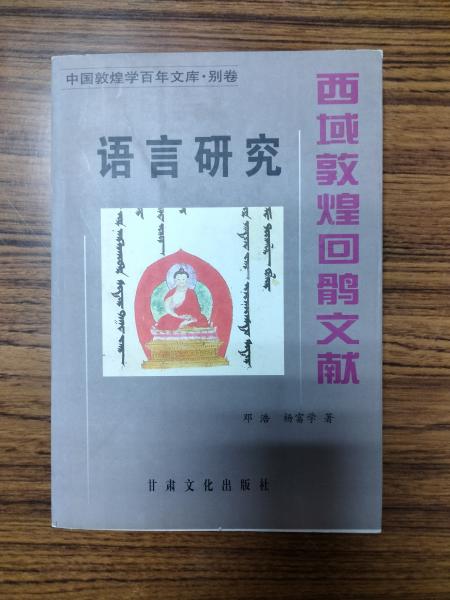 中国敦煌学百年文库·别卷
西域敦煌回鹘文献
语言研究
邓浩 杨富学 著
甘肃文化出版社